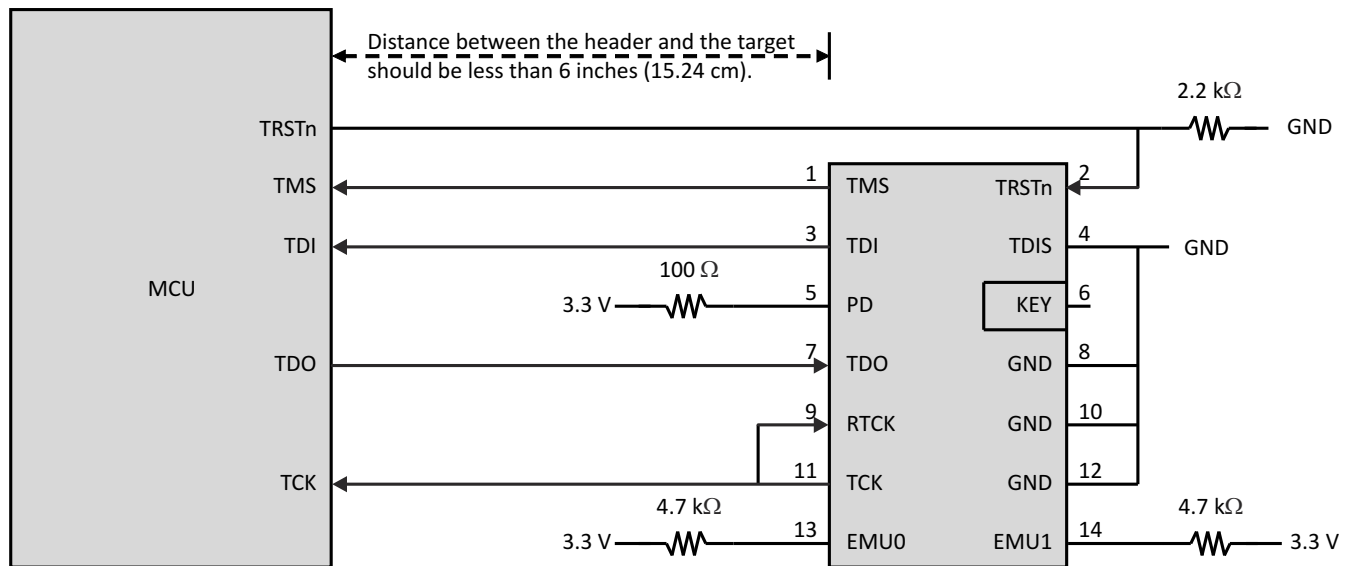 Distance between the header and the target
should be less than 6 inches (15.24 cm).
2.2 kΩ
TRSTn
GND
TMS
1
TMS
TRSTn
2
TDI
3
TDI
TDIS
4
GND
MCU
100 Ω
3.3 V
5
PD
KEY
6
TDO
7
TDO
GND
8
9
RTCK
GND
10
TCK
11
TCK
GND
12
4.7 kΩ
4.7 kΩ
3.3 V
13
EMU0
EMU1
14
3.3 V